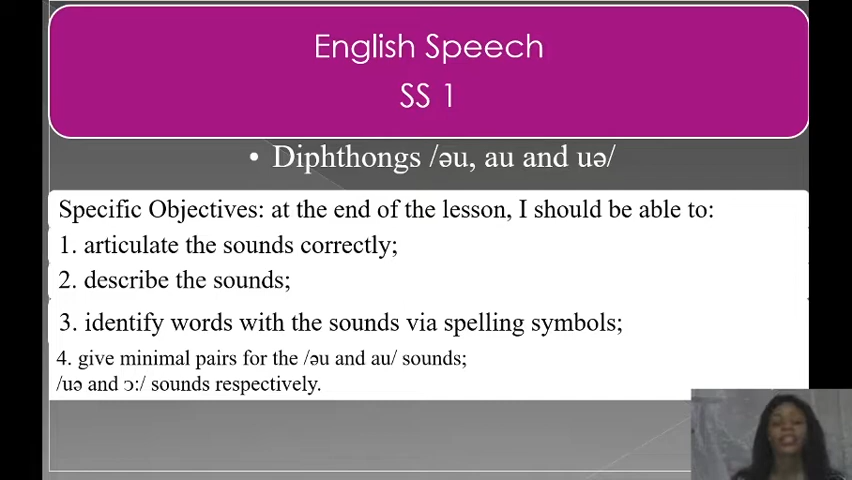 English Speech
SS 1
• Diphthongs /əu, au and uə/
Specific Objectives: at the end of the lesson, I should be able to:
1. articulate the sounds correctly;
2. describe the sounds;
3. identify words with the sounds via spelling symbols;
4. give minimal pairs for the /əu and au/ sounds;
/uə and ɔ:/ sounds respectively.